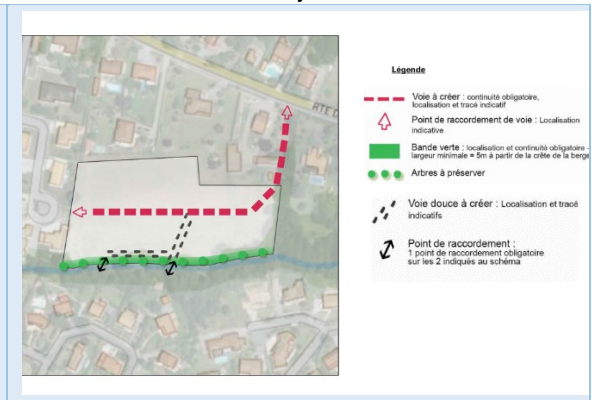 RTE D
Légende
Voie à créer : continuité obligatoire,
localisation et tracé indicatif
Point de raccordement de voie : Localisation
indicative
Bande verte : localisation et continuité obligatoire -
largeur minimale = 5m à partir de la crête de la berge
Arbres à préserver
Voie douce à créer : Localisation et tracé
indicatifs
Point de raccordement :
1 point de raccordement obligatoire
sur les 2 indiqués au schéma